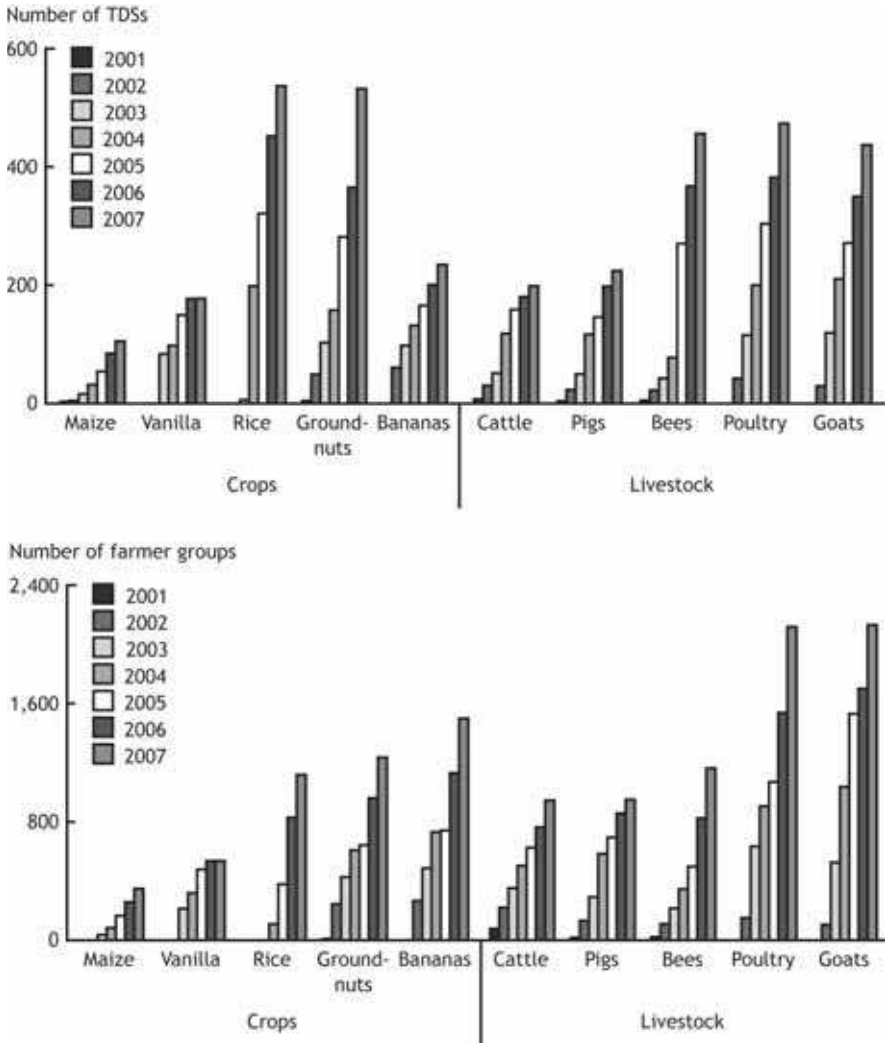 Number of TDSs
600
400
200
0
2001
2002
2003
2004
2005
2006
2007
Maize Vanilla Rice Ground- Bananas Cattle Pigs Bees Poultry Goats
nuts
Crops Livestock
Number of farmer groups
2,400
1,600
800
0
2001
2002
2003
2004
2005
2006
2007
Maize Vanilla Rice Ground- Bananas Cattle Pigs Bees Poultry Goats
nuts
Crops Livestock